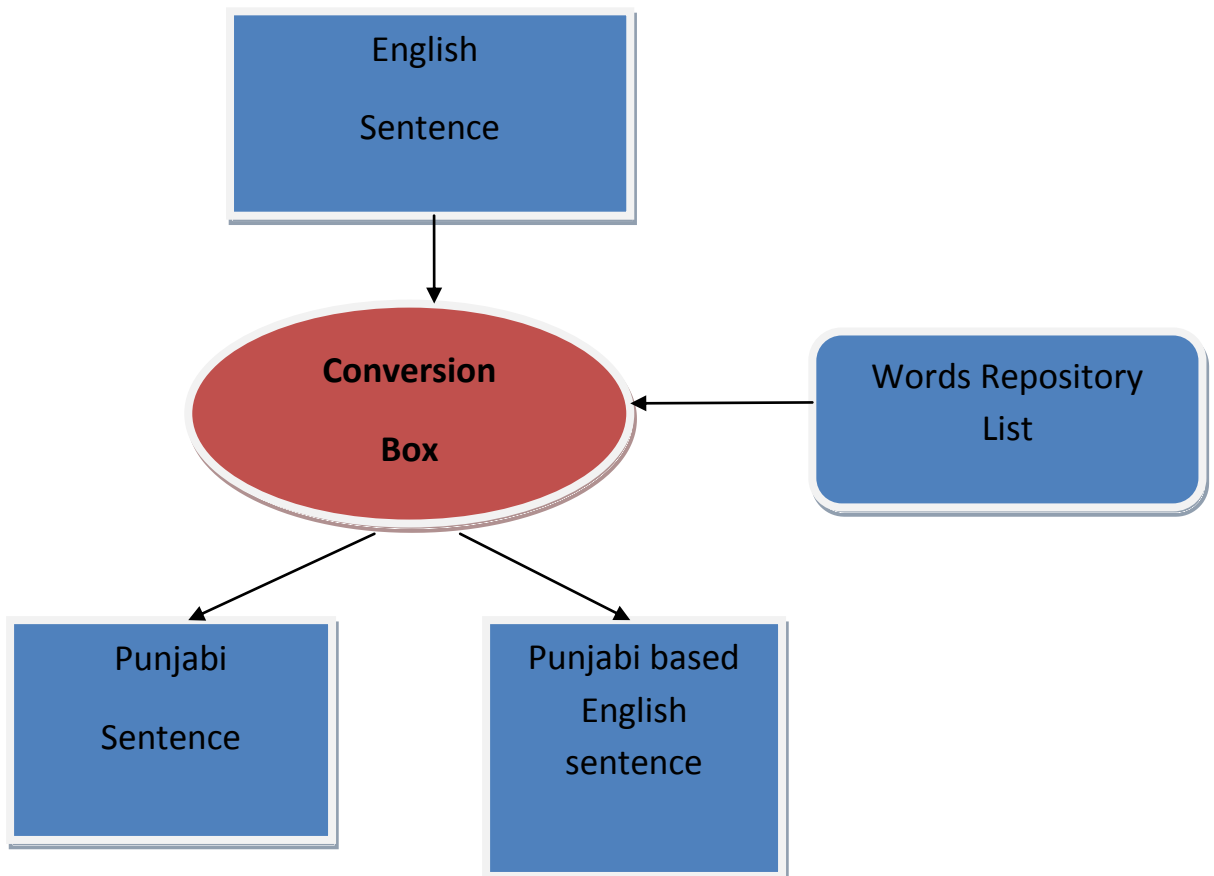 English
Sentence
Conversion
Box
Words Repository
List
Punjabi
Sentence
Punjabi based
English
sentence